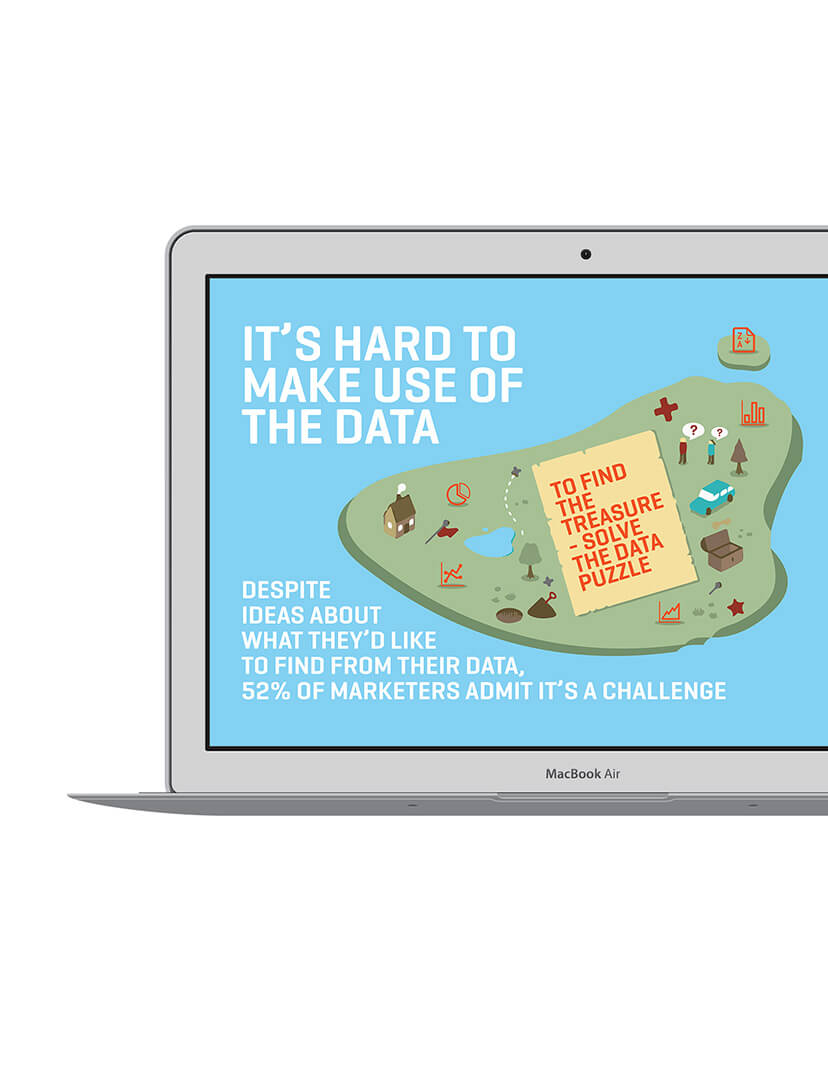 IT'S HARD TO
MAKE USE OF
THE DATA
Z
A
?
?
TO FIND
THE
TREASURE
- SOLVE
THE DATA
PUZZLE
DESPITE
IDEAS ABOUT
WHAT THEY'D LIKE
TO FIND FROM THEIR DATA,
52% OF MARKETERS ADMIT IT'S A CHALLENGE
MacBook Air